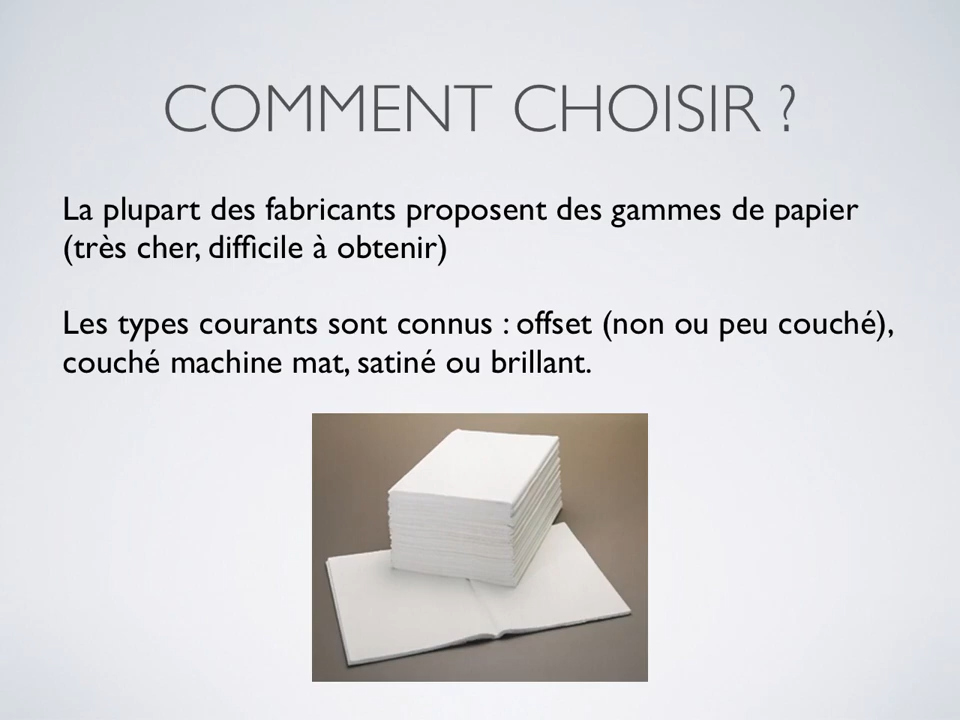 COMMENT CHOISIR ?
La plupart des fabricants proposent des gammes de papier
(très cher, difficile à obtenir)
Les types courants sont connus : offset (non ou peu couché),
couché machine mat, satiné ou brillant.